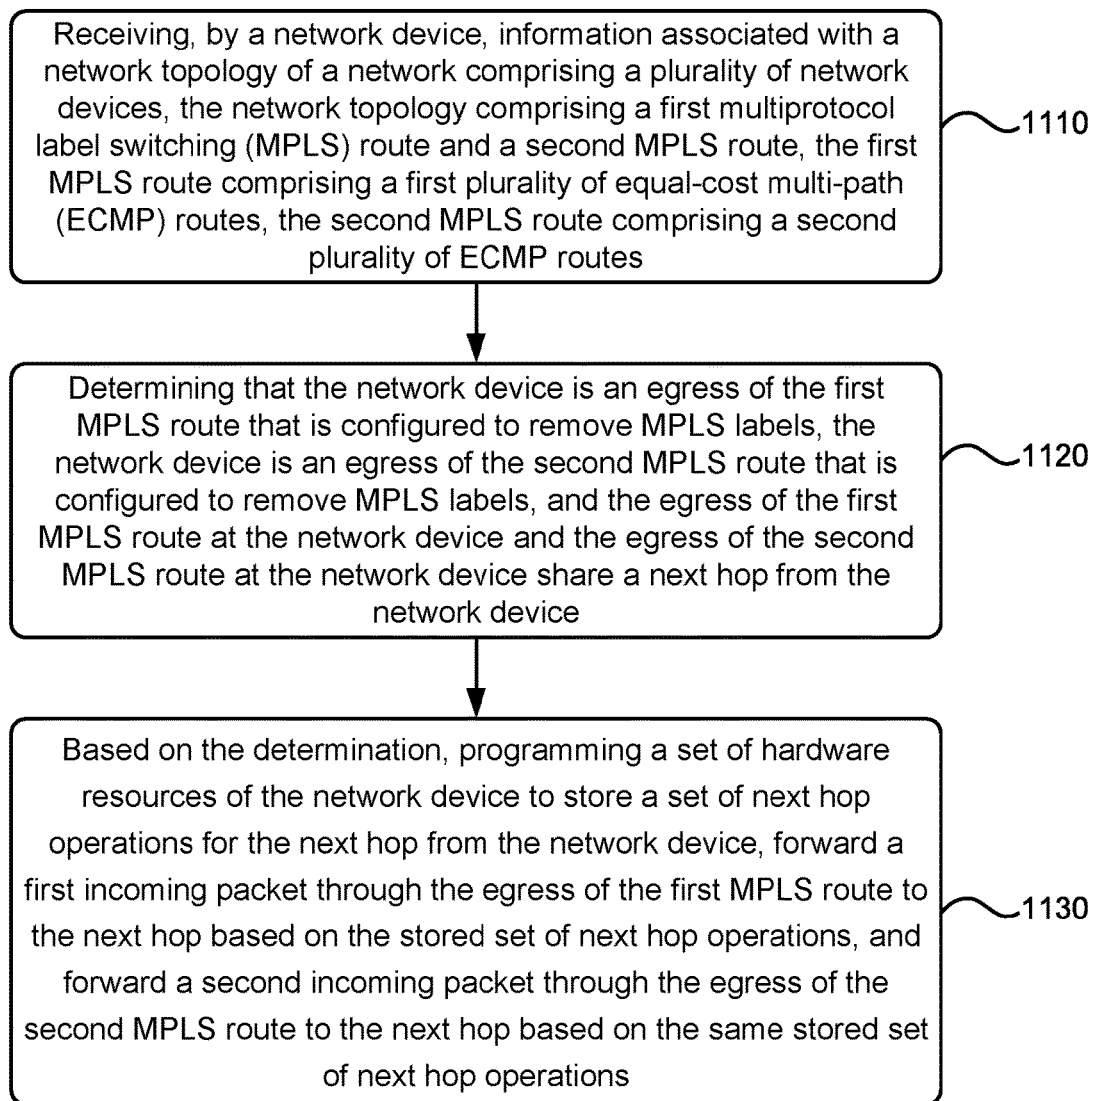 Receiving, by a network device, information associated with a
network topology of a network comprising a plurality of network
devices, the network topology comprising a first multiprotocol
label switching (MPLS) route and a second MPLS route, the first
MPLS route comprising a first plurality of equal-cost multi-path
(ECMP) routes, the second MPLS route comprising a second
plurality of ECMP routes
1110
Determining that the network device is an egress of the first
MPLS route that is configured to remove MPLS labels, the
network device is an egress of the second MPLS route that is
configured to remove MPLS labels, and the egress of the first
MPLS route at the network device and the egress of the second
MPLS route at the network device share a next hop from the
network device
1120
Based on the determination, programming a set of hardware
resources of the network device to store a set of next hop
operations for the next hop from the network device, forward a
first incoming packet through the egress of the first MPLS route to
the next hop based on the stored set of next hop operations, and
forward a second incoming packet through the egress of the
second MPLS route to the next hop based on the same stored set
of next hop operations
1130